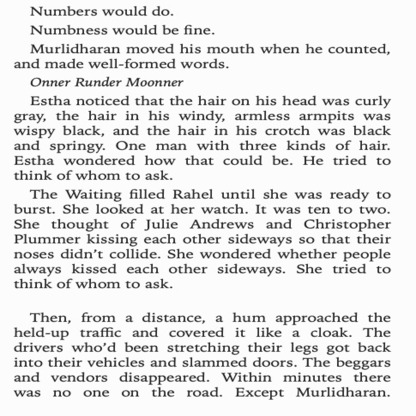 Numbers would do.
Numbness would be fine.
Murlidharan moved his mouth when he counted,
and made well-formed words.
Onner Runder Moonner
Estha noticed that the hair on his head was curly
gray, the hair in his windy, armless armpits was
wispy black, and the hair in his crotch was black
and springy. One man with three kinds of hair.
Estha wondered how that could be. He tried to
think of whom to ask.
The Waiting filled Rahel until she was ready to
burst. She looked at her watch. It was ten to two.
She thought of Julie Andrews and Christopher
Plummer kissing each other sideways so that their
noses didn’t collide. She wondered whether people
always kissed each other sideways. She tried to
think of whom to ask.
Then, from a distance, a hum approached the
held-up traffic and covered it like a cloak. The
drivers who’d been stretching their legs got back
into their vehicles and slammed doors. The beggars
and vendors disappeared. Within minutes there
was no one on the road. Except Murlidharan.